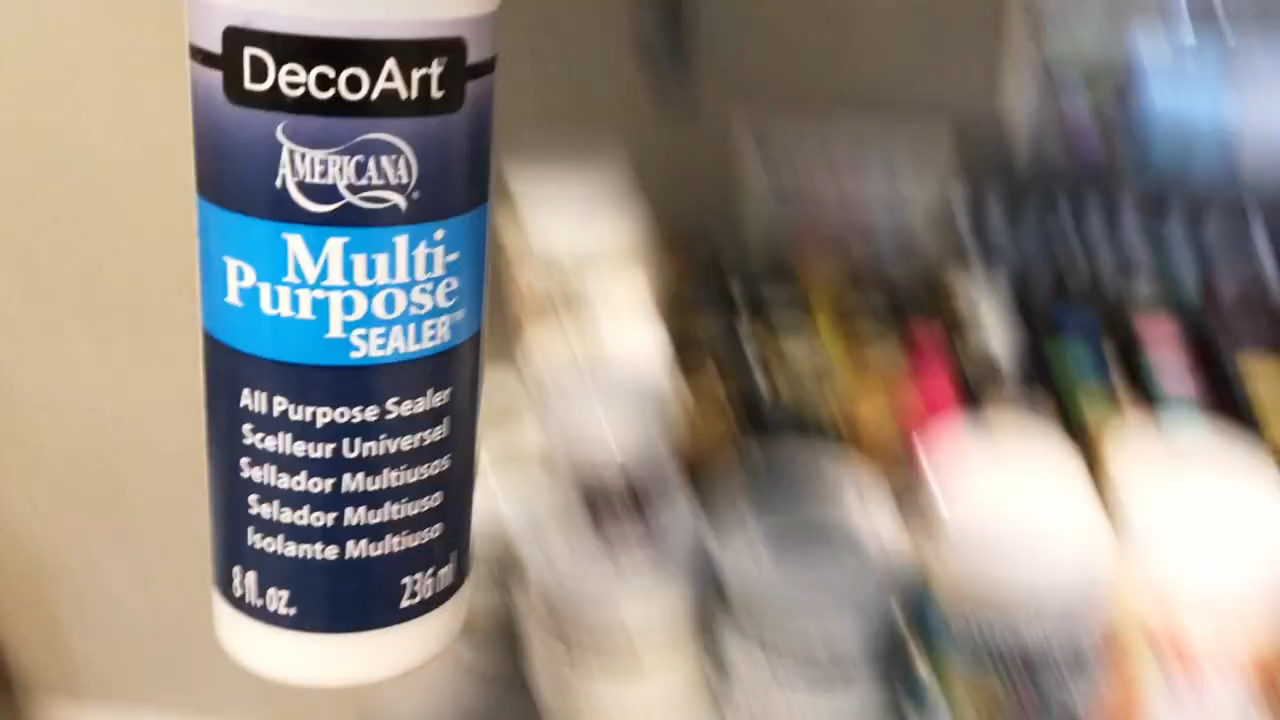 DecoArt
AMERICANA
Multi-
Purpose
SEALER™
All Purpose Sealer
Scelleur Universel
Sellador Multiusos
Selador Multiuso
Isolante Multiuso
8 fl. oz. 236 ml